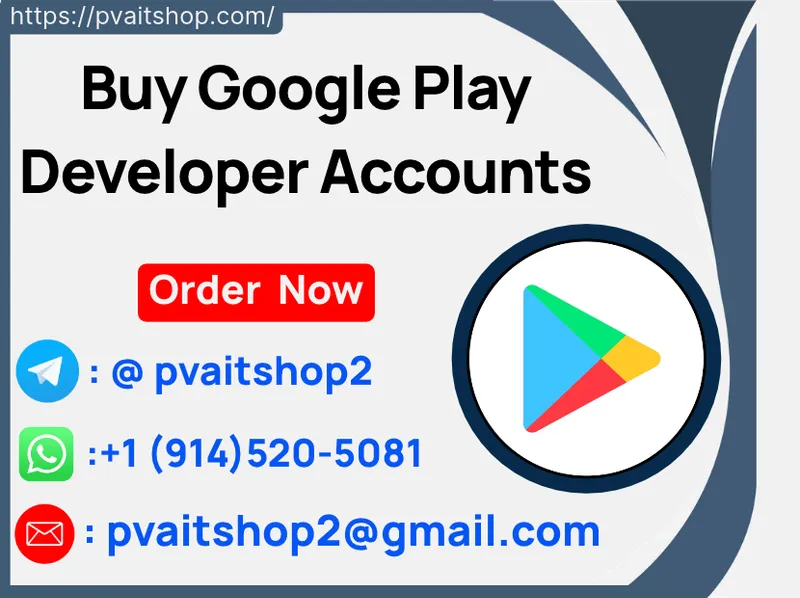 https://pvaitshop.com/
Buy Google Play
Developer Accounts
Order Now
: @ pvaitshop2
:+1 (914)520-5081
: pvaitshop2@gmail.com